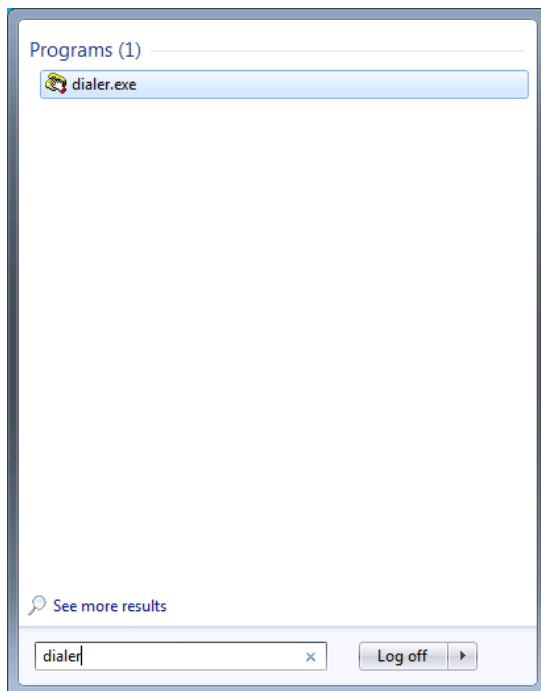 Programs (1)
dialer.exe
See more results
dialer
Log off